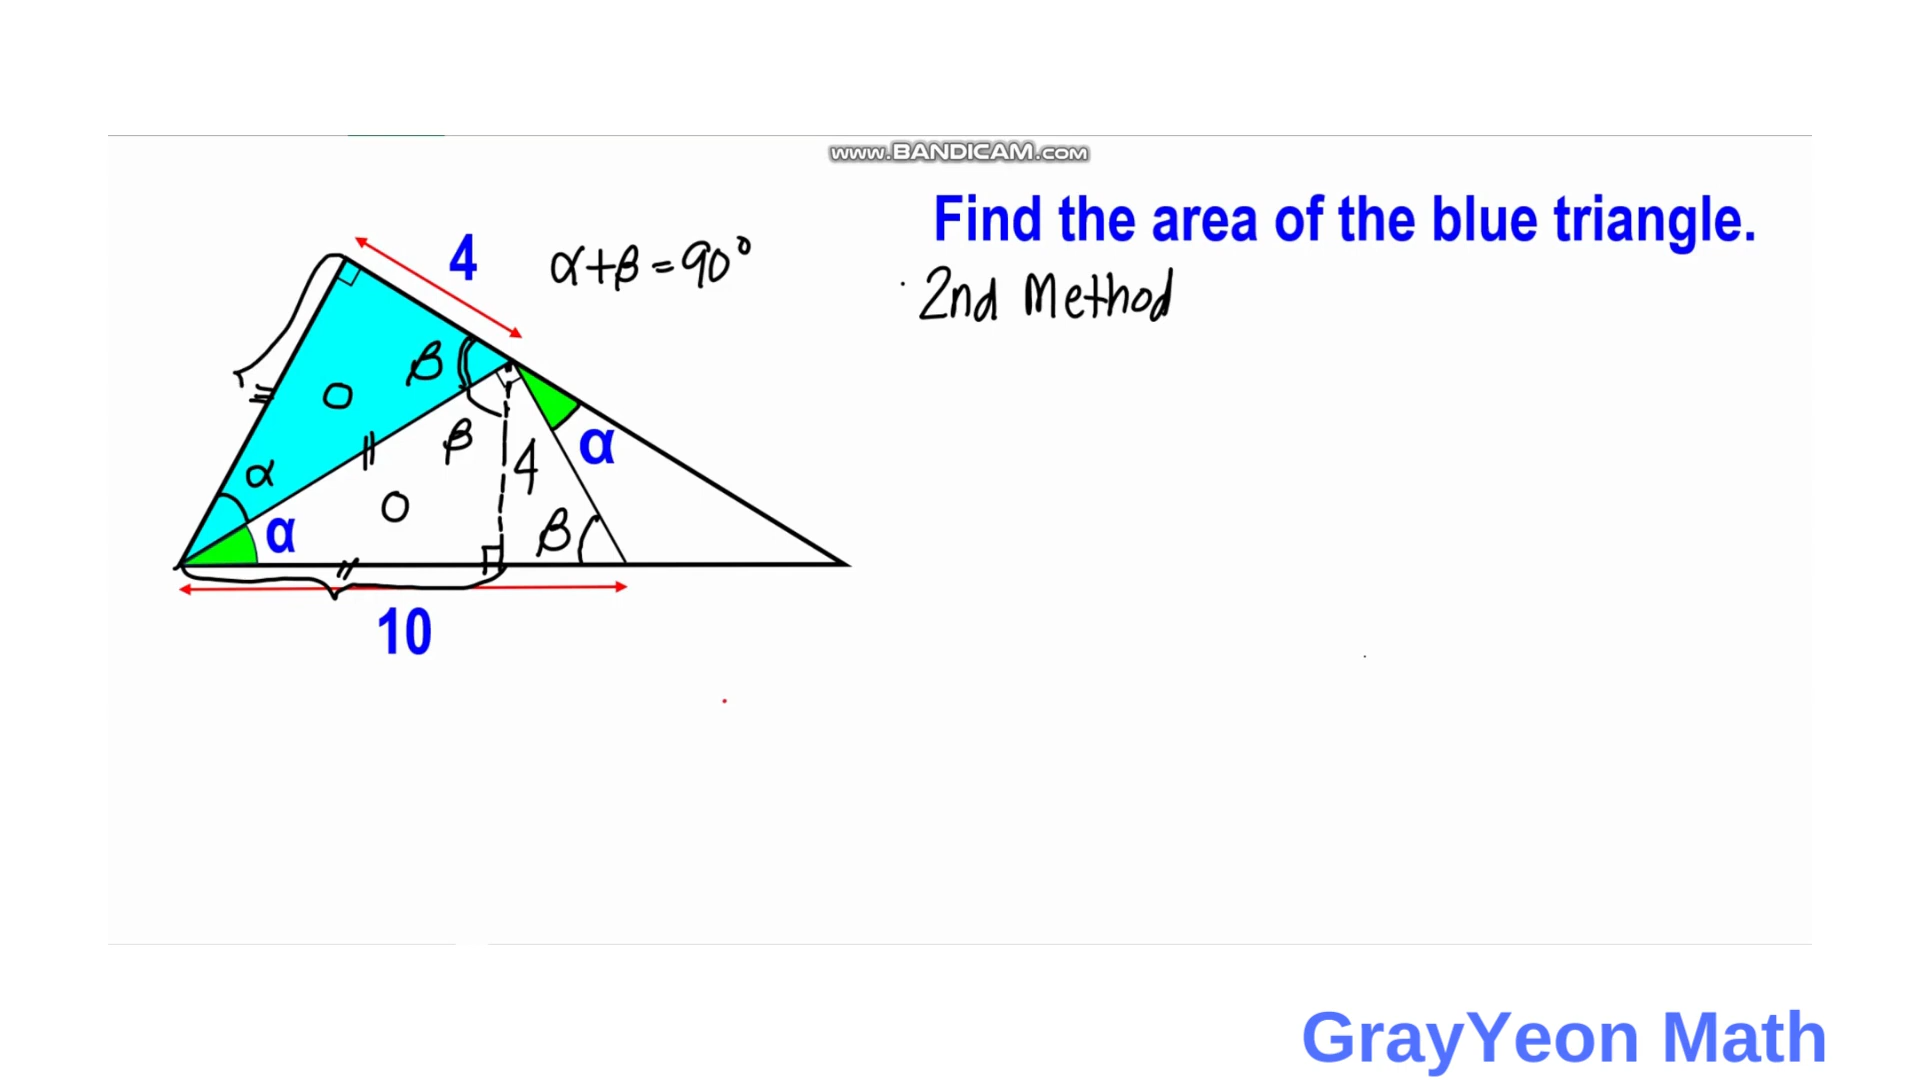 www.BANDICAM.com
Find the area of the blue triangle.
4
α+β=90°
2nd Method
β
O
β
4
α
α
O
β
α
10
GrayYeon Math